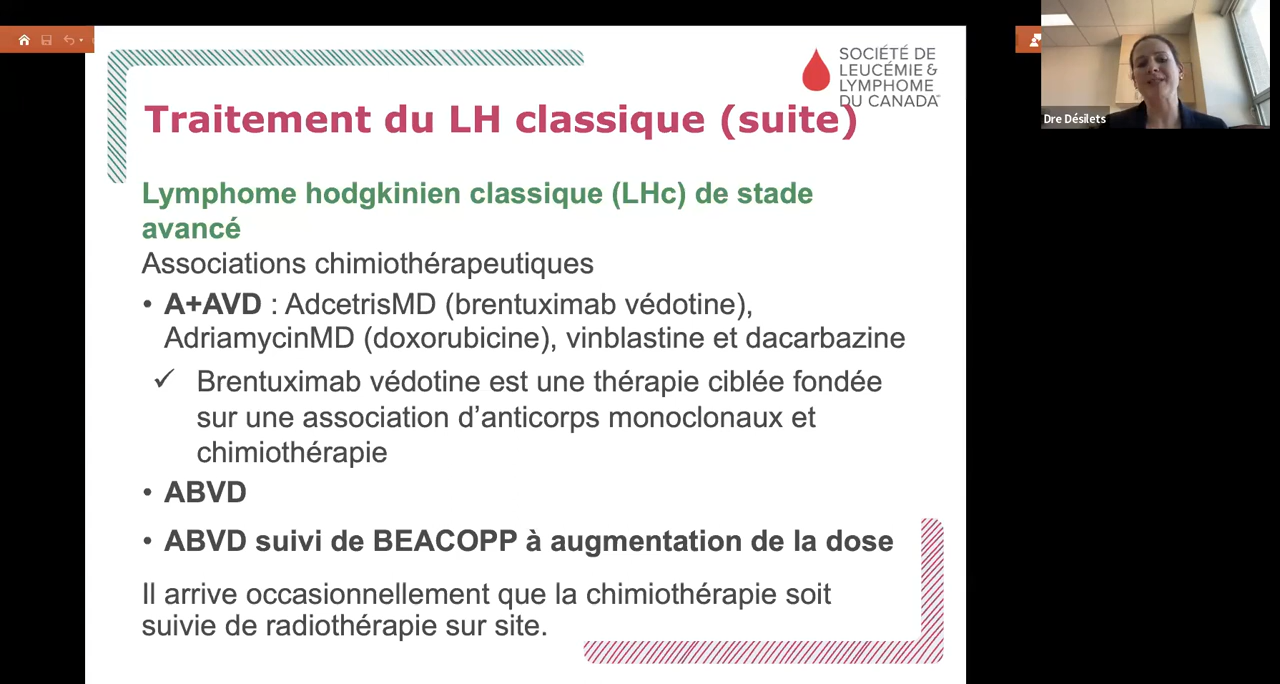 SOCIÉTÉ DE
LEUCÉMIE &
LYMPHOME
DU CANADA
Traitement du LH classique (suite)
Dre Désilets
Lymphome hodgkinien classique (LHc) de stade
avancé
Associations chimiothérapeutiques
• A+AVD : AdcetrisMD (brentuximab védotine),
AdriamycinMD (doxorubicine), vinblastine et dacarbazine
✓ Brentuximab védotine est une thérapie ciblée fondée
sur une association d’anticorps monoclonaux et
chimiothérapie
• ABVD
• ABVD suivi de BEACOPP à augmentation de la dose
Il arrive occasionnellement que la chimiothérapie soit
suivie de radiothérapie sur site.